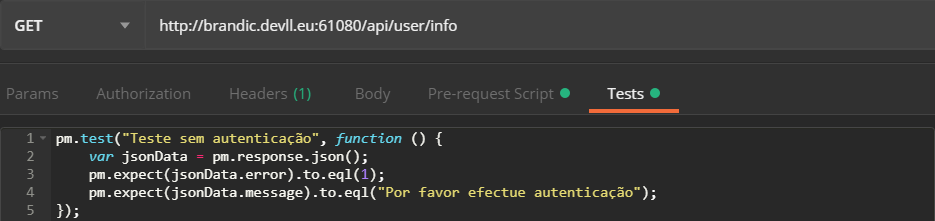 GET http://brandic.devll.eu:61080/api/user/info
Params Authorization Headers (1) Body Pre-request Script Tests
1 pm.test("Teste sem autenticação", function () {
2 var jsonData = pm.response.json();
3 pm.expect(jsonData.error).to.eql(1);
4 pm.expect(jsonData.message).to.eql("Por favor efectue autenticação");
5 });